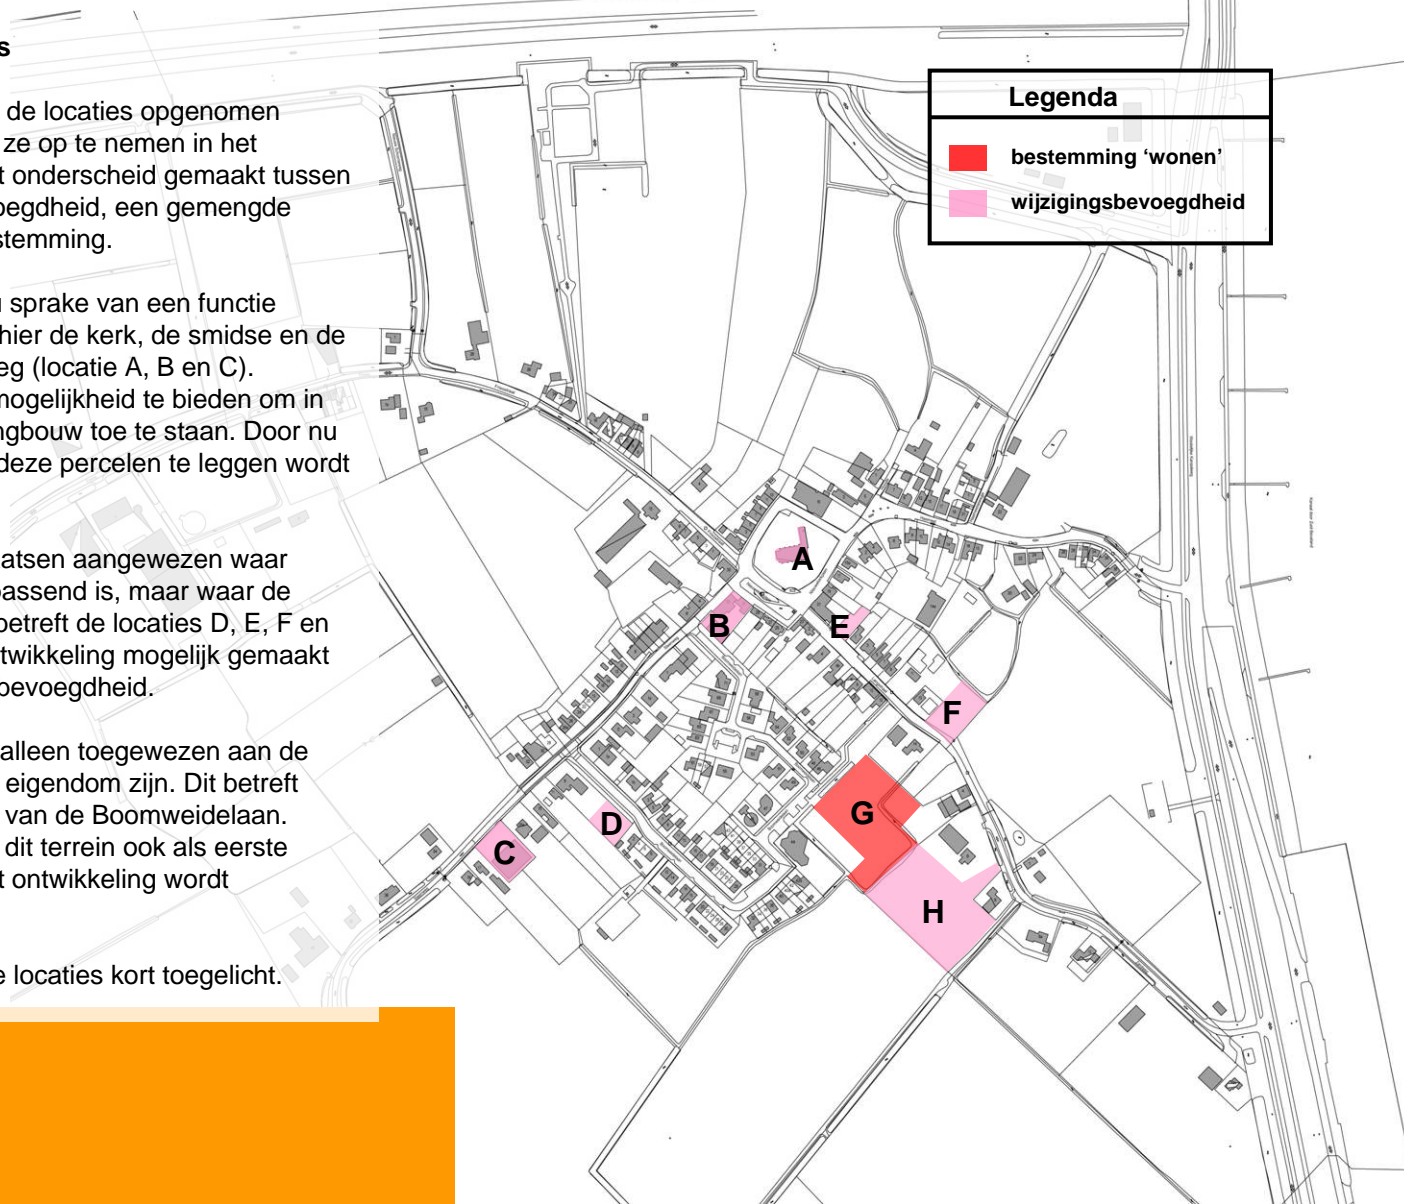 s
de locaties opgenomen
ze op te nemen in het
t onderscheid gemaakt tussen
oegdheid, een gemengde
stemming.
sprake van een functie
hier de kerk, de smidse en de
eg (locatie A, B en C).
mogelijkheid te bieden om in
ngbouw toe te staan. Door nu
deze percelen te leggen wordt
atsen aangewezen waar
passend is, maar waar de
betreft de locaties D, E, F en
twikkeling mogelijk gemaakt
bevoegdheid.
alleen toegewezen aan de
eigendom zijn. Dit betreft
van de Boomweidelaan.
dit terrein ook als eerste
t ontwikkeling wordt
e locaties kort toegelicht.
Legenda
bestemming ‘wonen’
wijzigingsbevoegdheid
A
B
E
F
G
D
C
H